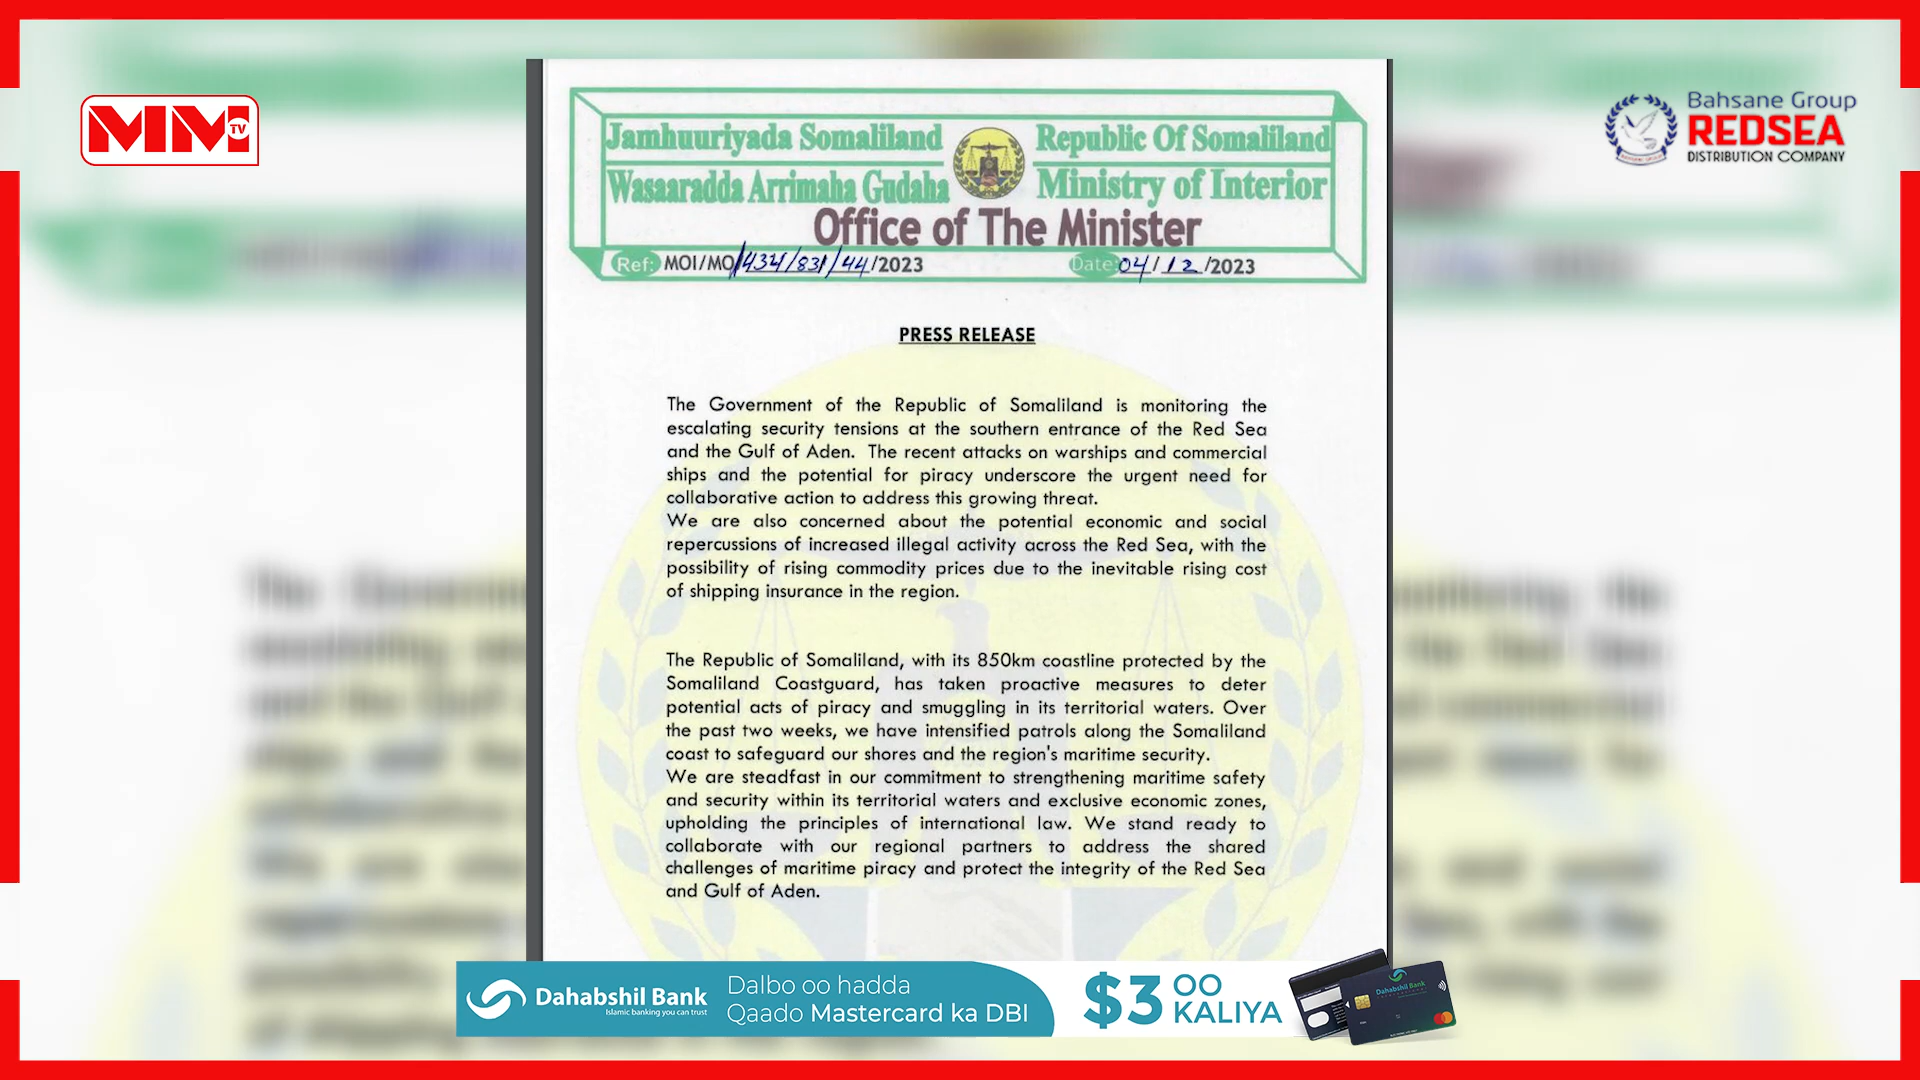 MM TV
Bahsane Group
REDSEA
DISTRIBUTION COMPANY
Jamhuuriyada Somaliland
Republic Of Somaliland
Wasaaradda Arrimaha Gudaha
Ministry of Interior
Office of The Minister
Ref: MOI/MO/434/831/44/2023
Date: 04/12/2023
PRESS RELEASE
The Government of the Republic of Somaliland is monitoring the
escalating security tensions at the southern entrance of the Red Sea
and the Gulf of Aden. The recent attacks on warships and commercial
ships and the potential for piracy underscore the urgent need for
collaborative action to address this growing threat.
We are also concerned about the potential economic and social
repercussions of increased illegal activity across the Red Sea, with the
possibility of rising commodity prices due to the inevitable rising cost
of shipping insurance in the region.
The Republic of Somaliland, with its 850km coastline protected by the
Somaliland Coastguard, has taken proactive measures to deter
potential acts of piracy and smuggling in its territorial waters. Over
the past two weeks, we have intensified patrols along the Somaliland
coast to safeguard our shores and the region's maritime security.
We are steadfast in our commitment to strengthening maritime safety
and security within its territorial waters and exclusive economic zones,
upholding the principles of international law. We stand ready to
collaborate with our regional partners to address the shared
challenges of maritime piracy and protect the integrity of the Red Sea
and Gulf of Aden.
Dahabshil Bank
Islamic banking you can trust
Dalbo oo hadda
Qaado Mastercard ka DBI
$3 OO
KALIYA
Dahabshil Bank